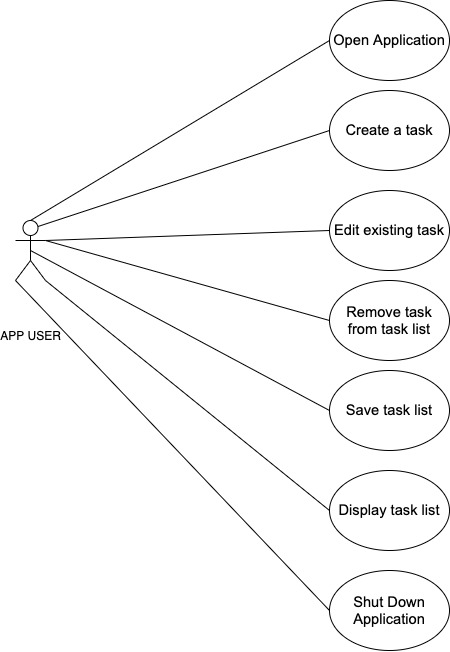 Open Application
Create a task
Edit existing task
Remove task
from task list
APP USER
Save task list
Display task list
Shut Down
Application